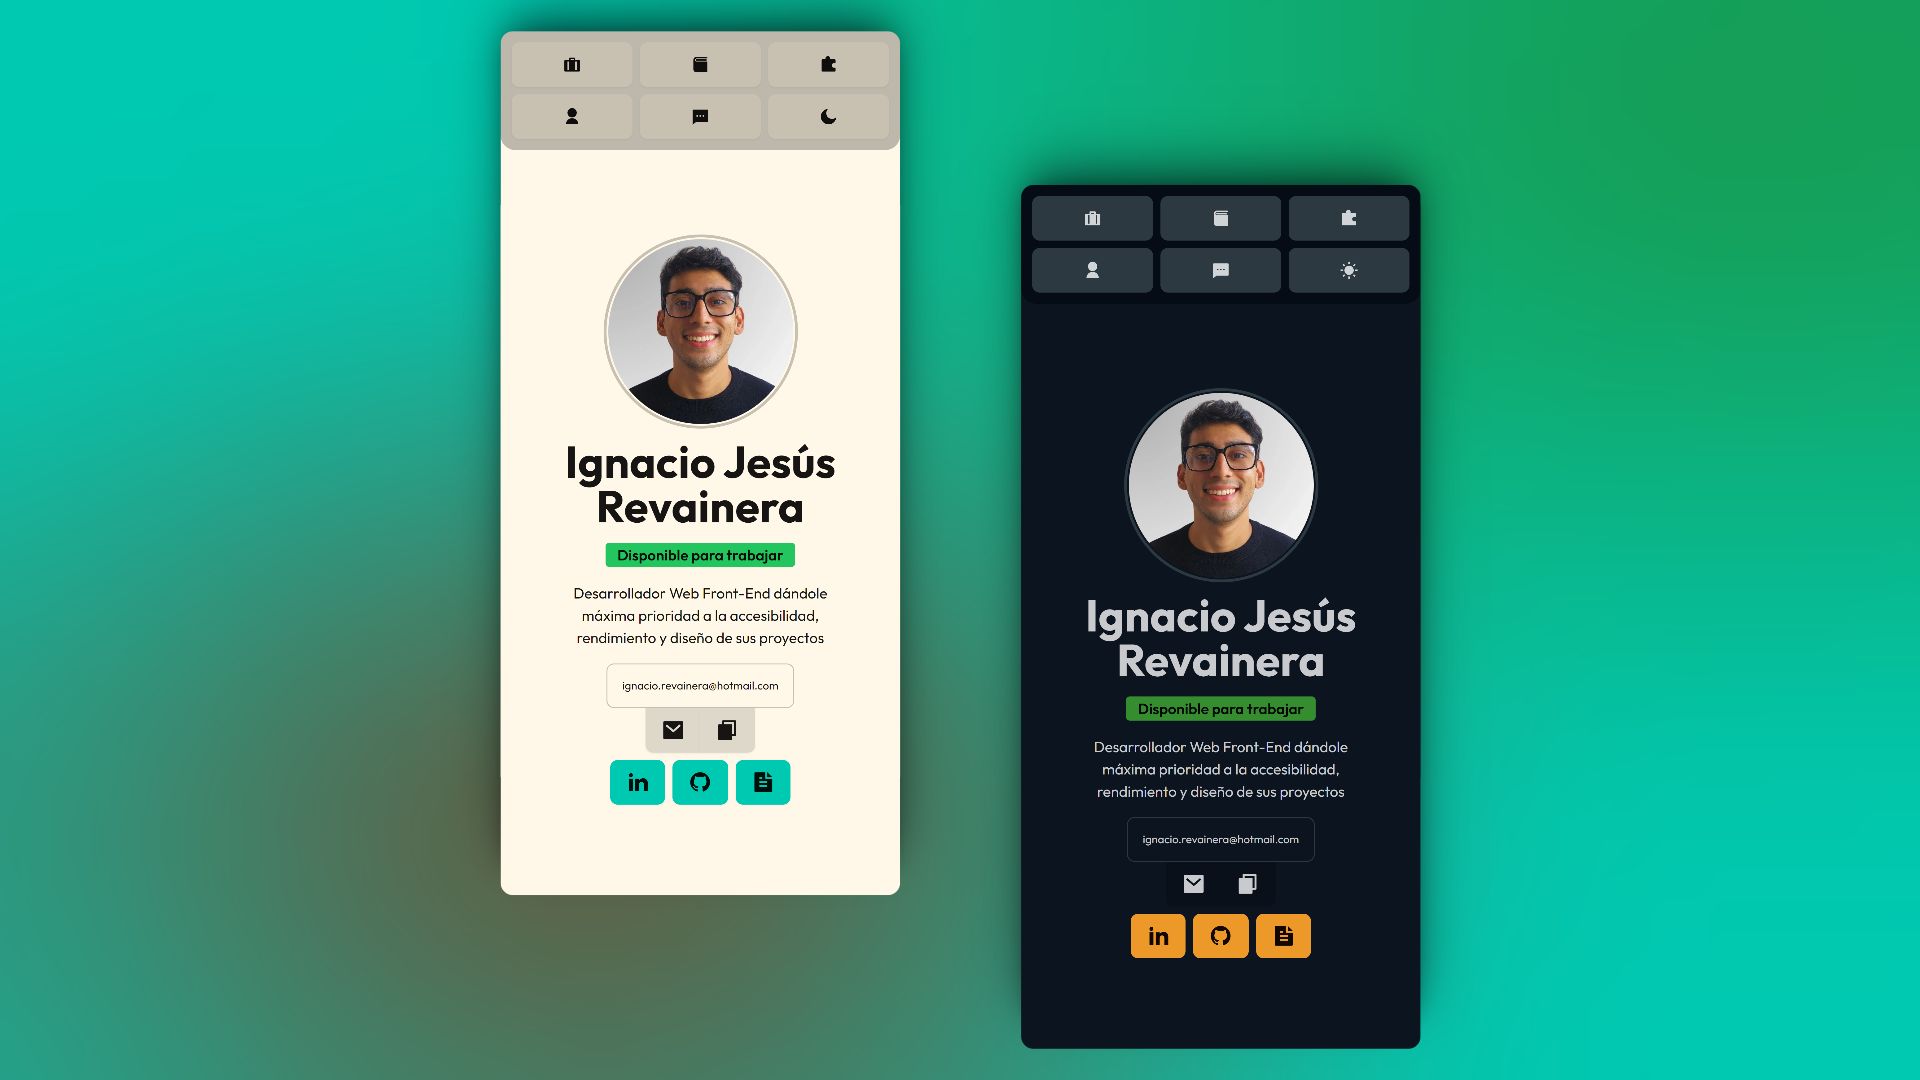 Ignacio Jesús
Revainera
Disponible para trabajar
Desarrollador Web Front-End dándole
máxima prioridad a la accesibilidad,
rendimiento y diseño de sus proyectos
ignacio.revainera@hotmail.com
in
Ignacio Jesús
Revainera
Disponible para trabajar
Desarrollador Web Front-End dándole
máxima prioridad a la accesibilidad,
rendimiento y diseño de sus proyectos
ignacio.revainera@hotmail.com
in